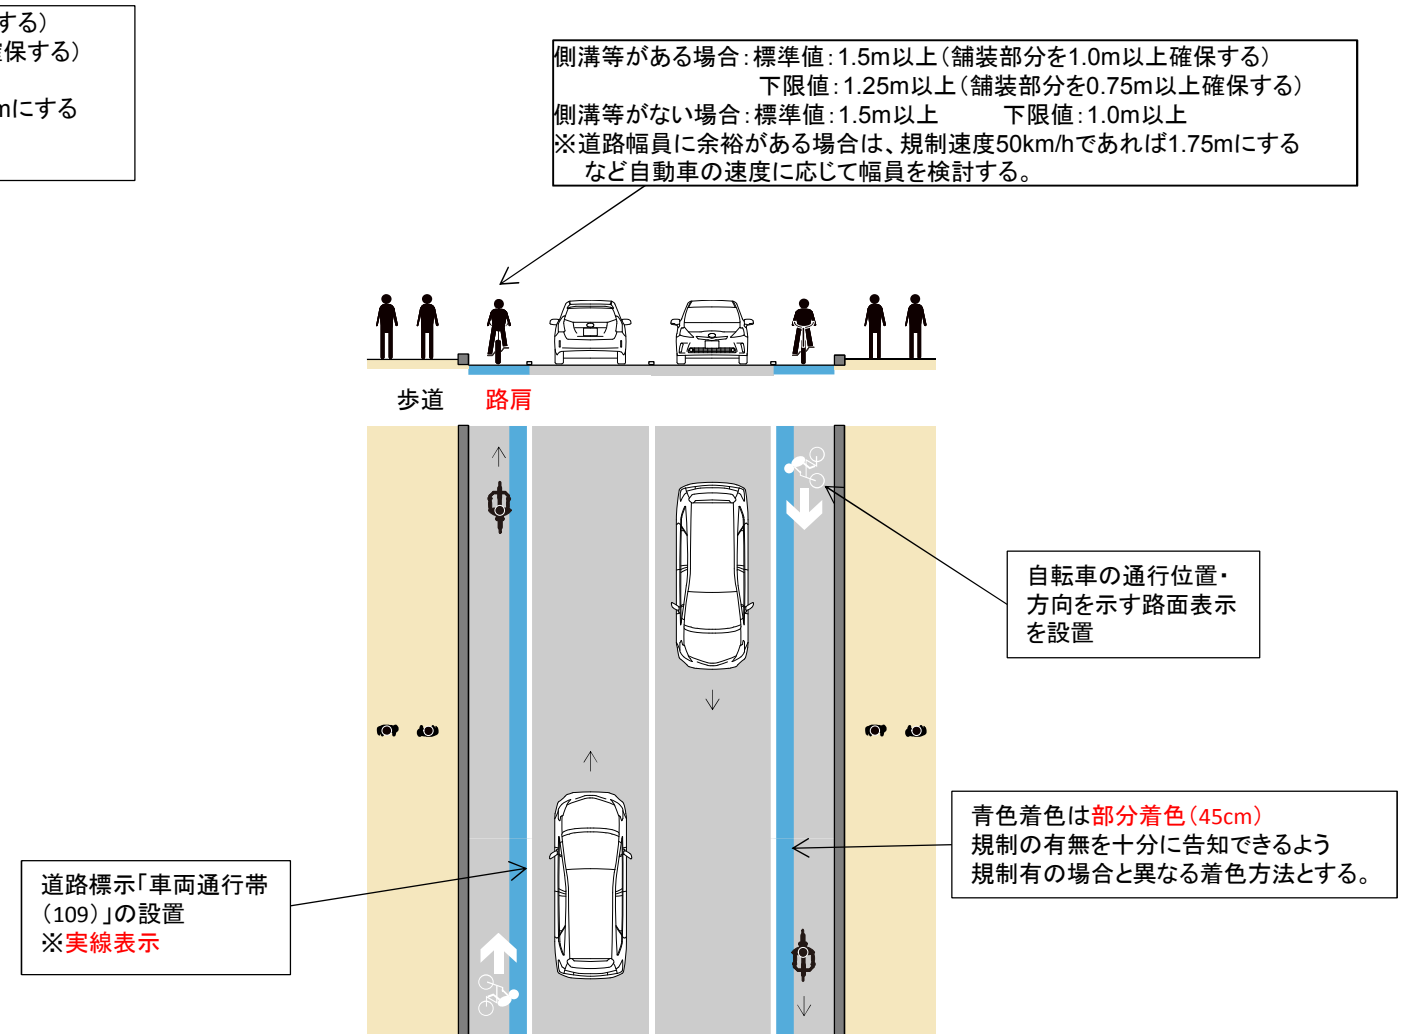 する）
保する）
mにする
側溝等がある場合：標準値：1.5m以上（舗装部分を1.0m以上確保する）
下限値：1.25m以上（舗装部分を0.75m以上確保する）
側溝等がない場合：標準値：1.5m以上　　下限値：1.0m以上
※道路幅員に余裕がある場合は、規制速度50km/hであれば1.75mにする
など自動車の速度に応じて幅員を検討する。
歩道　路肩
自転車の通行位置・
方向を示す路面表示
を設置
青色着色は部分着色（45cm）
規制の有無を十分に告知できるよう
規制有の場合と異なる着色方法とする。
道路標示「車両通行帯
（109）」の設置
※実線表示